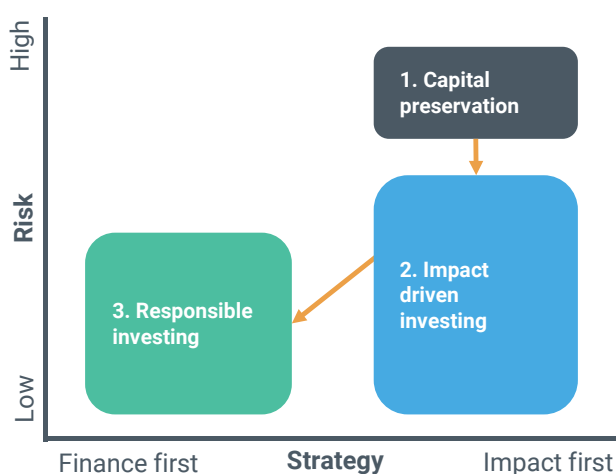 High
1. Capital
preservation
Risk
2. Impact
driven
investing
3. Responsible
investing
Low
Finance first
Strategy
Impact first